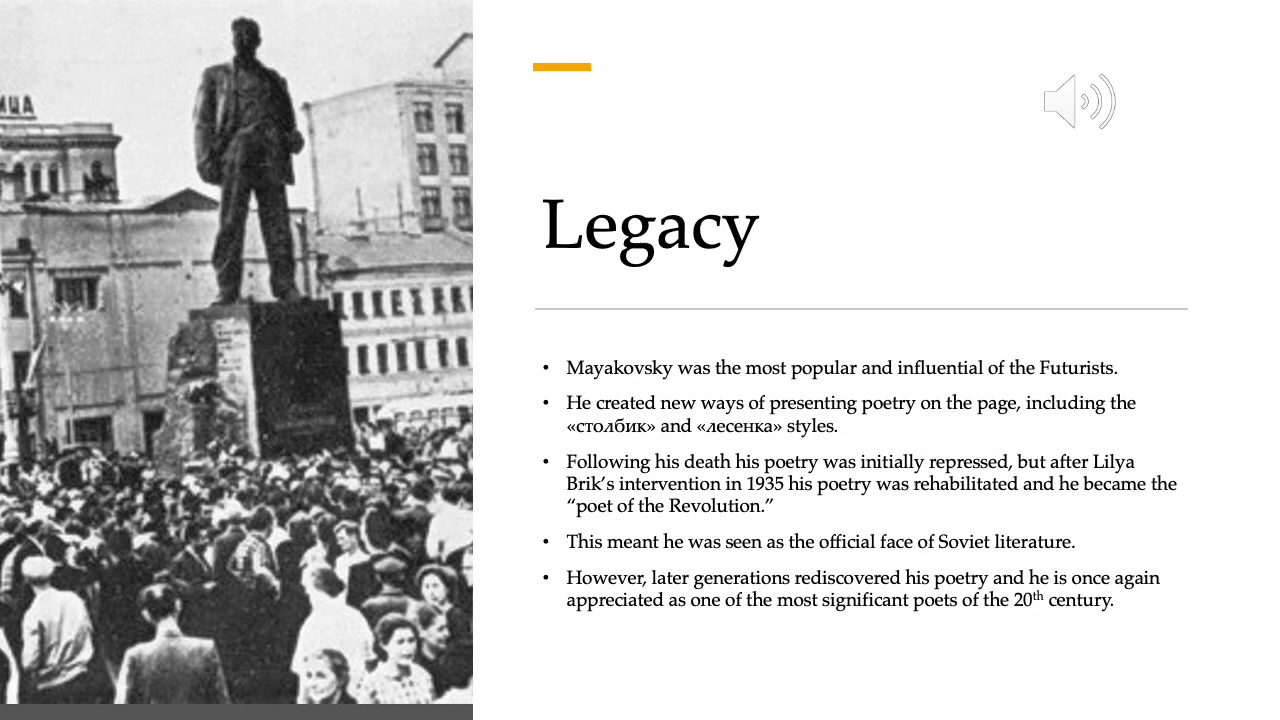 ИЦА
Legacy
• Mayakovsky was the most popular and influential of the Futurists.
• He created new ways of presenting poetry on the page, including the
«столбик» and «лесенка» styles.
• Following his death his poetry was initially repressed, but after Lilya
Brik’s intervention in 1935 his poetry was rehabilitated and he became the
“poet of the Revolution.”
• This meant he was seen as the official face of Soviet literature.
• However, later generations rediscovered his poetry and he is once again
appreciated as one of the most significant poets of the 20th century.